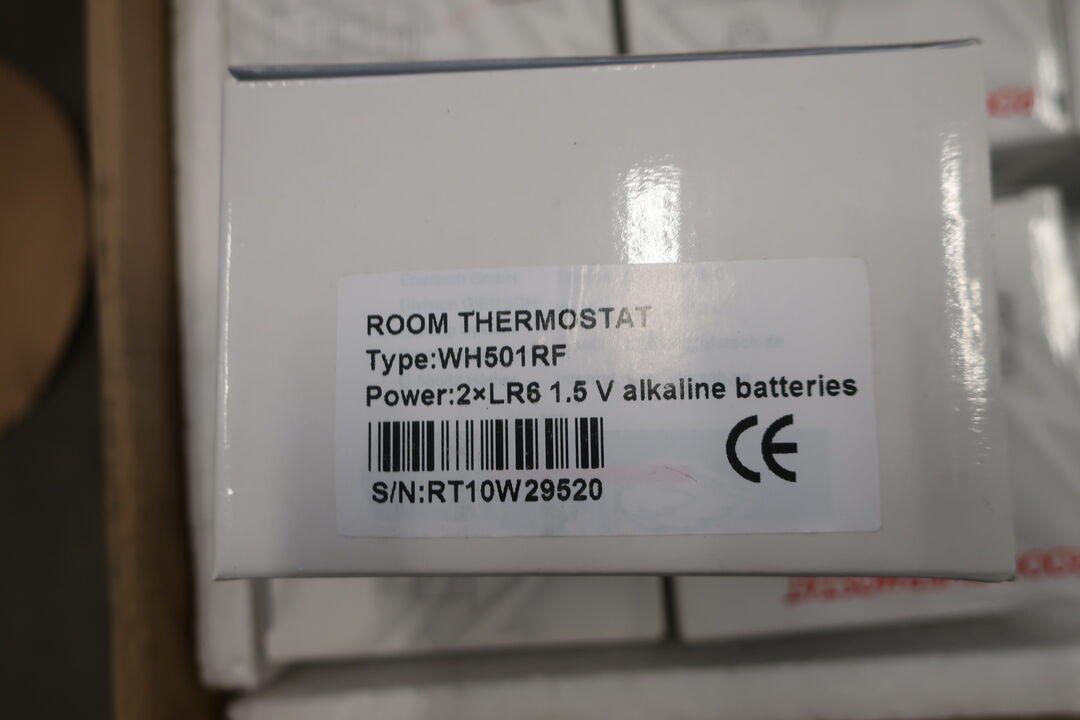 ROOM THERMOSTAT
Type:WH501RF
Power:2×LR6 1.5 V alkaline batteries
S/N:RT10W29520
CE